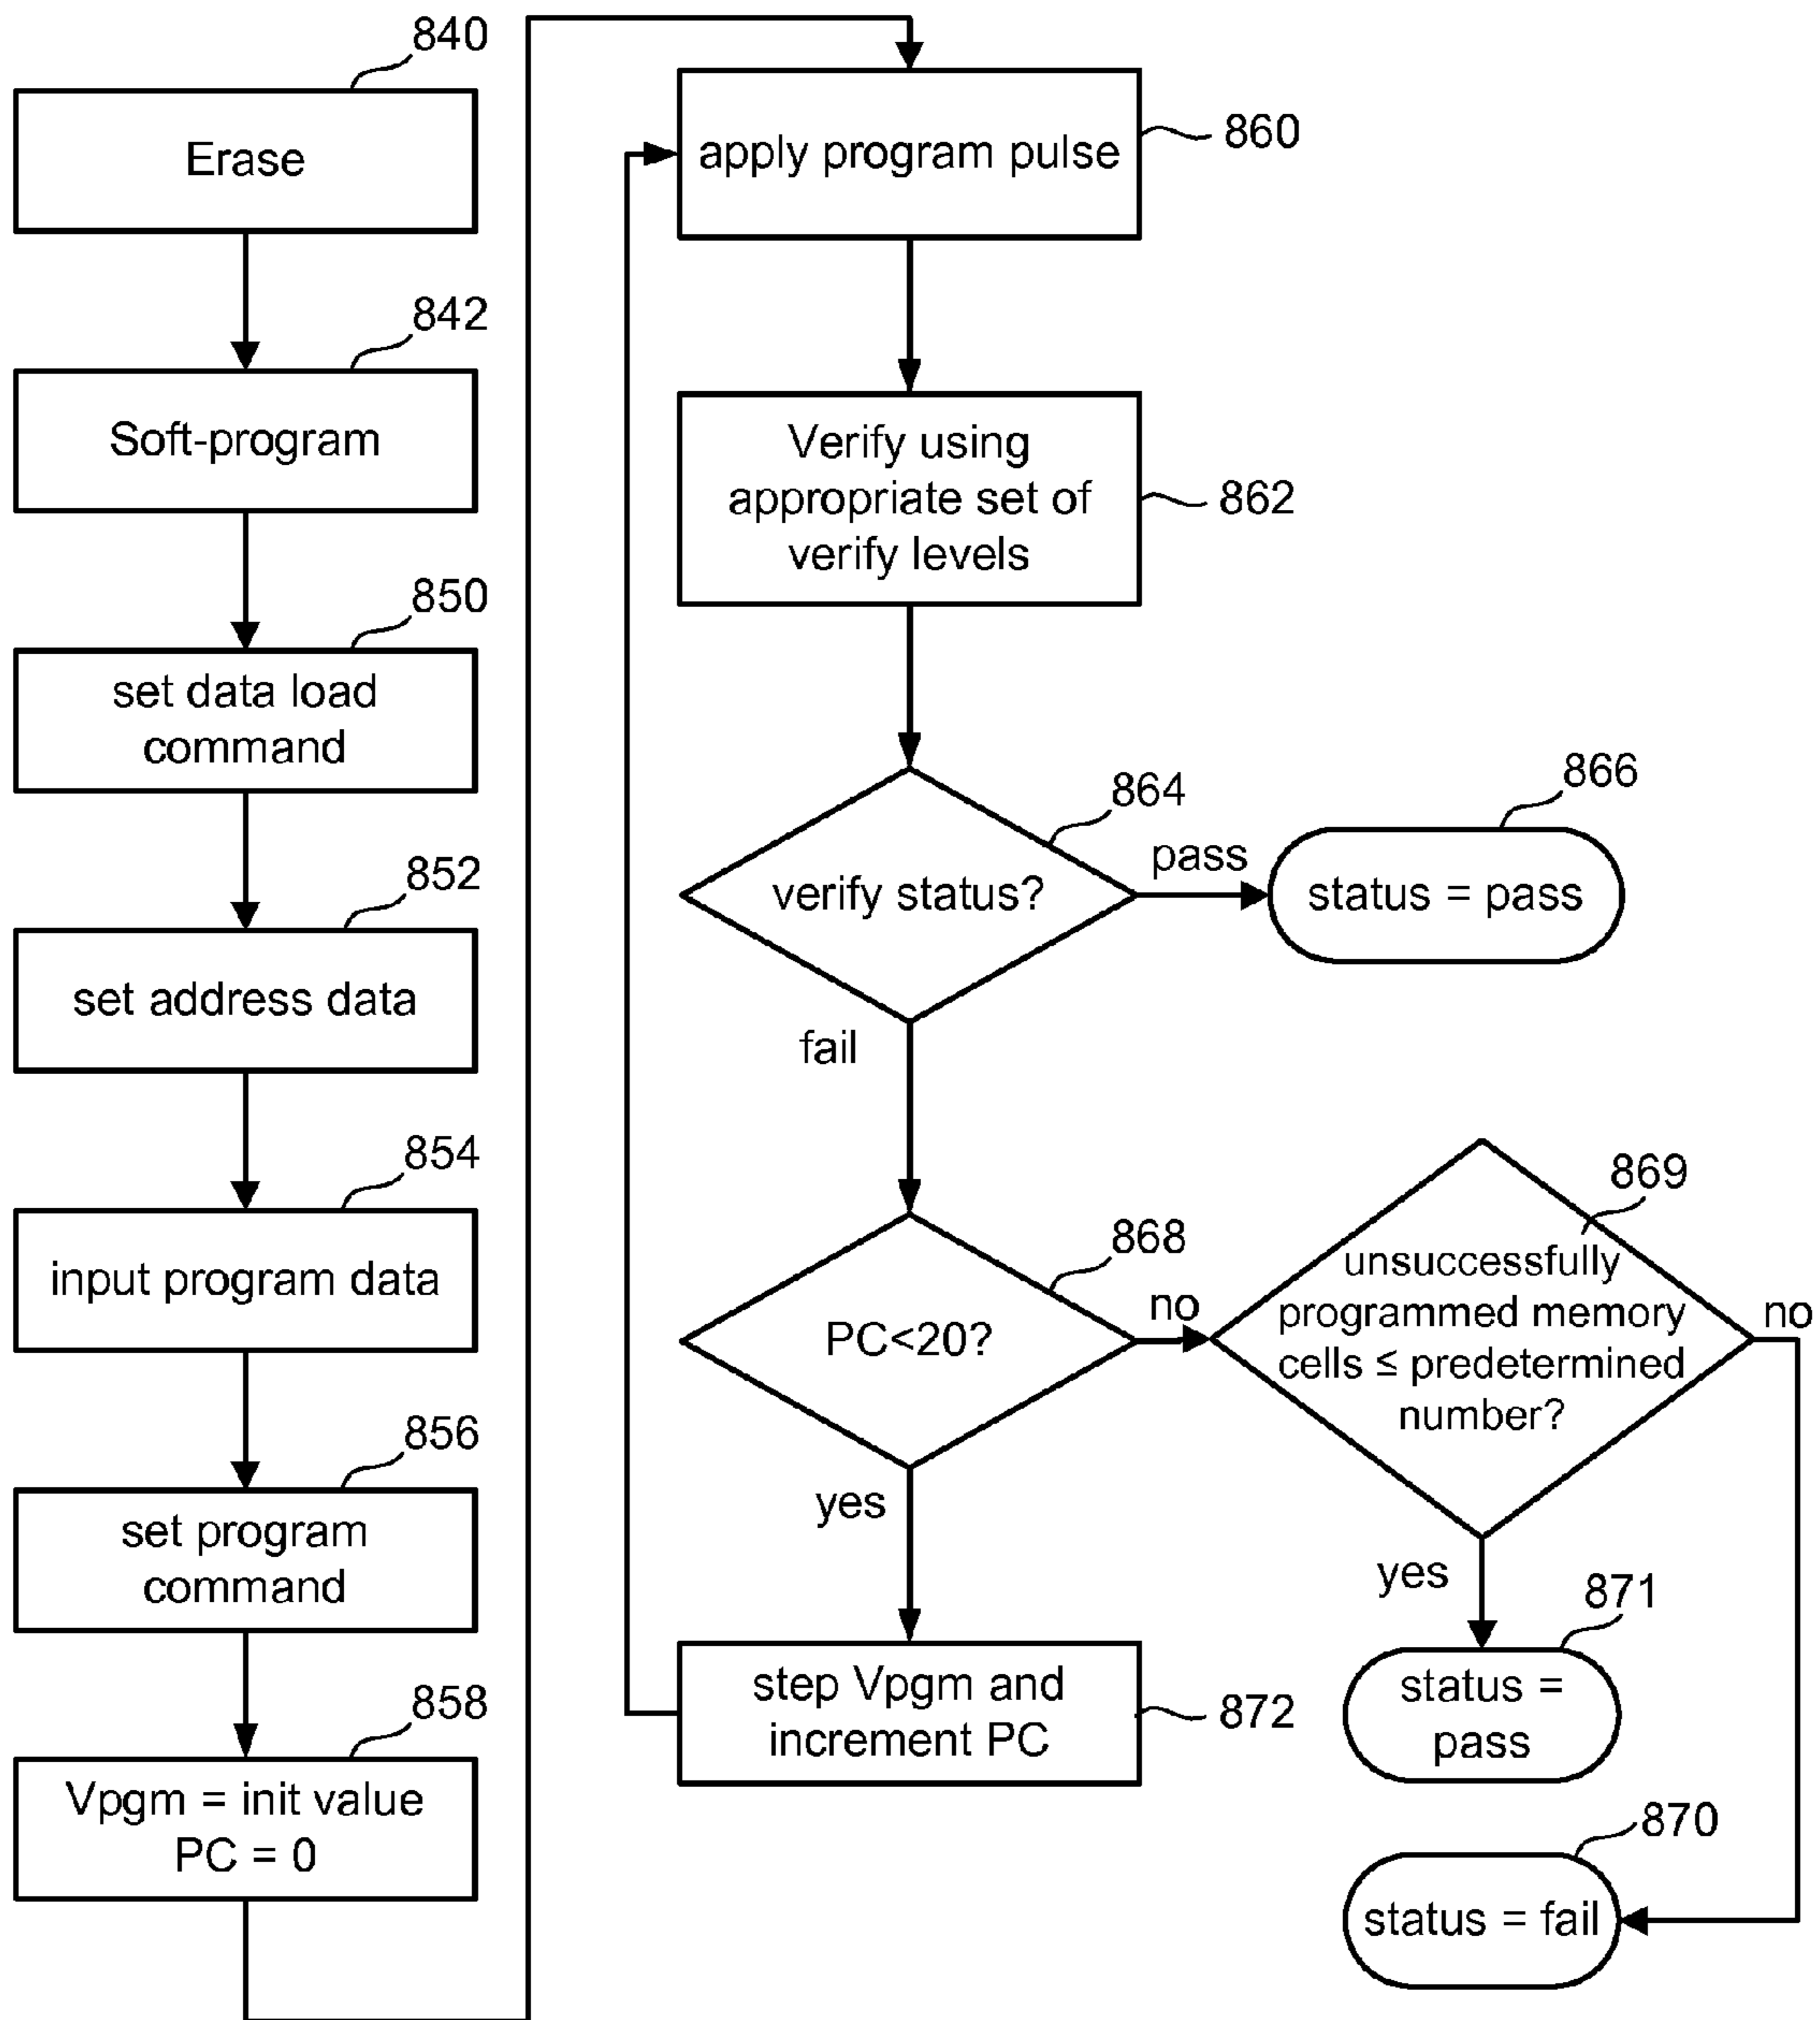 840
Erase
842
Soft-program
850
set data load
command
852
set address data
854
input program data
856
set program
command
858
Vpgm = init value
PC = 0
860
apply program pulse
862
Verify using
appropriate set of
verify levels
864
verify status?
pass
866
status = pass
fail
868
PC<20?
no
869
unsuccessfully
programmed memory
cells ≤ predetermined
number?
no
yes
872
step Vpgm and
increment PC
yes
871
status =
pass
870
status = fail